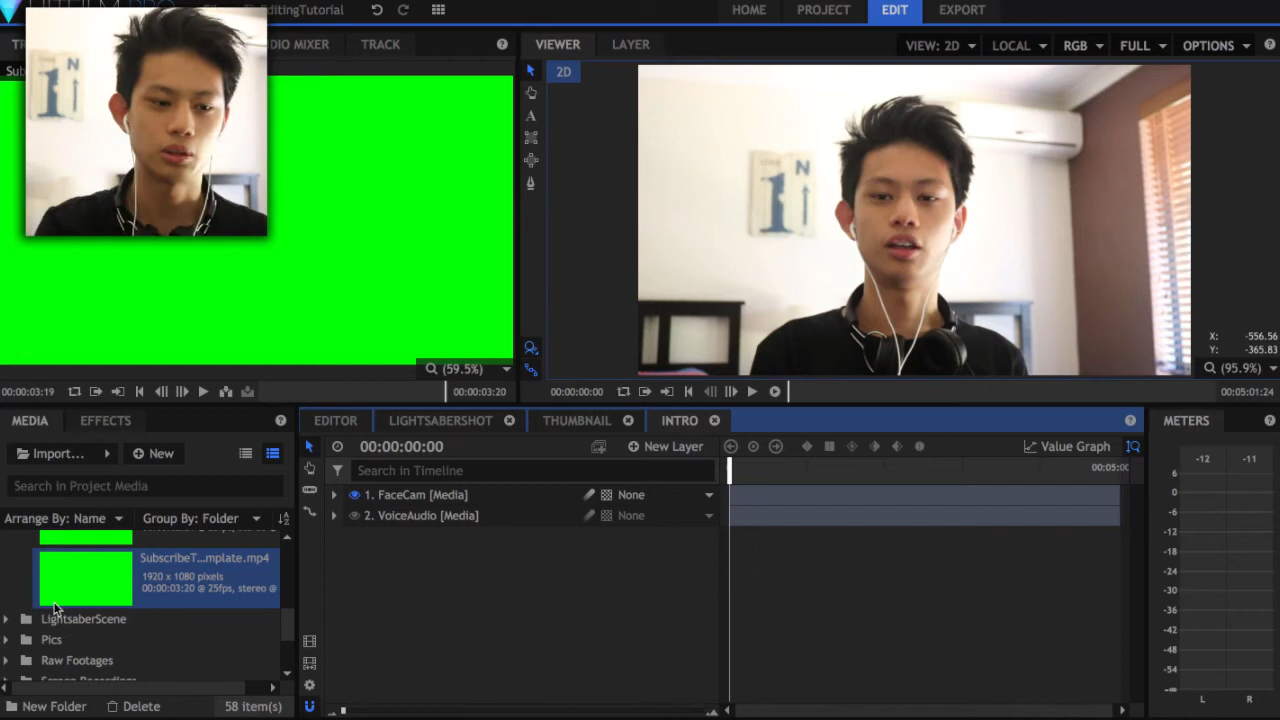 EditingTutorial
HOME
PROJECT
EDIT
EXPORT
DIO MIXER
TRACK
VIEWER
LAYER
VIEW: 2D
LOCAL
RGB
FULL
OPTIONS
Sub
2D
A
N
N
X: -556.56
Y: -365.83
(59.5%)
(95.9%)
00:00:03:19
00:00:03:20
00:00:00:00
00:05:01:24
MEDIA
EFFECTS
EDITOR
LIGHTSABERSHOT
THUMBNAIL
INTRO
METERS
Import...
New
00:00:00:00
New Layer
Value Graph
Search in Timeline
00:05:00
Search in Project Media
Arrange By: Name
Group By: Folder
1. FaceCam [Media]
None
2. VoiceAudio [Media]
None
SubscribeT...mplate.mp4
1920 x 1080 pixels
00:00:03:20 @ 25fps, stereo @
LightsaberScene
Pics
Raw Footages
New Folder
Delete
58 item(s)
-12
-11
6
0
-6
-12
-18
-24
-30
-36
-42
-48
-54
-∞
L
R